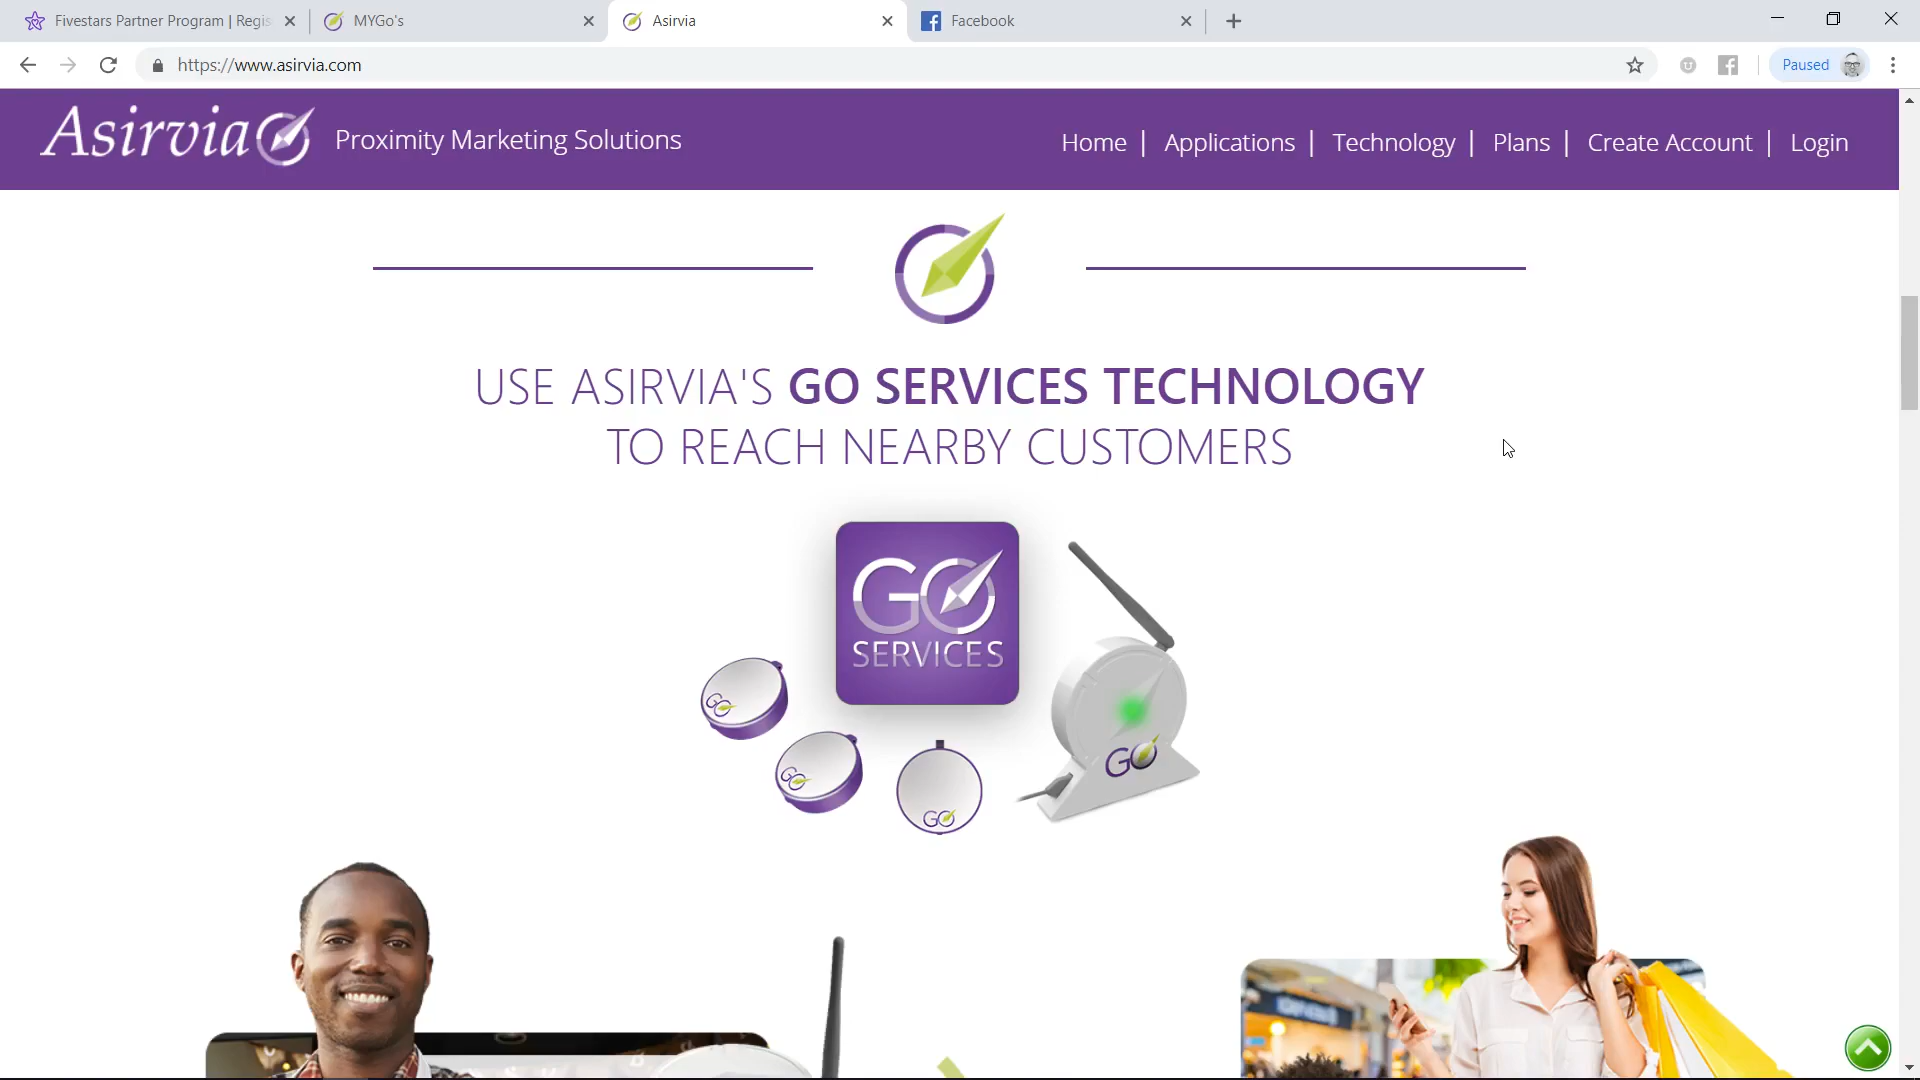 Fivestars Partner Program | Regis
MYGo's
Asirvia
Facebook
https://www.asirvia.com
Paused
Asirvia
Proximity Marketing Solutions
Home | Applications | Technology | Plans | Create Account | Login
USE ASIRVIA'S GO SERVICES TECHNOLOGY
TO REACH NEARBY CUSTOMERS
GO
SERVICES
GO
GO
GO
GO